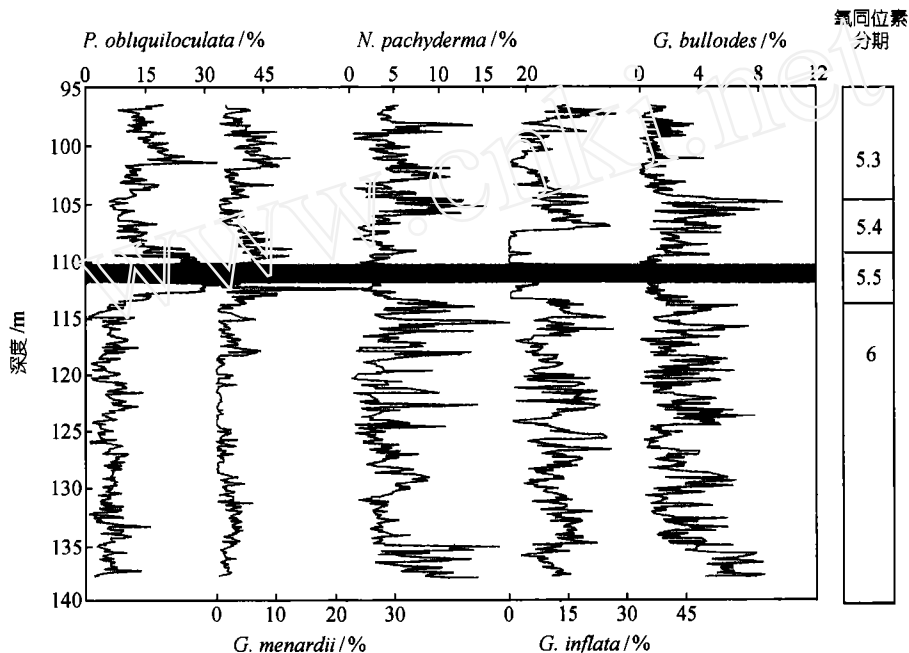 氧同位素
分期
P. obliquiloculata /%
N. pachyderma /%
G. bulloides /%
0 15 30 45 0 5 10 15 20 0 4 8 12
95
100
105
110
115
120
125
130
135
140
深度/m
5.3
5.4
5.5
6
0 10 20 30 0 15 30 45
G. menardii /%
G. inflata /%
www.cnki.net